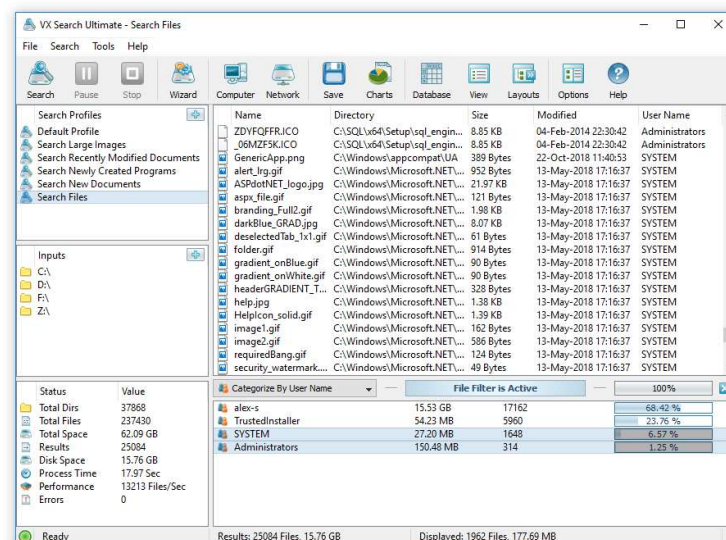 VX Search Ultimate - Search Files
File Search Tools Help
Search Pause Stop Wizard Computer Network Save Charts Database View Layouts Options Help
Search Profiles
Default Profile
Search Large Images
Search Recently Modified Documents
Search Newly Created Programs
Search New Documents
Search Files
Inputs
C:\
D:\
F:\
Z:\
Status Value
Total Dirs 37868
Total Files 237430
Total Space 62.09 GB
Results 25084
Disk Space 15.76 GB
Process Time 17.97 Sec
Performance 13213 Files/Sec
Errors 0
Name Directory Size Modified User Name
ZDYFQFFR.ICO C:\SQL\x64\Setup\sql_engin... 8.85 KB 04-Feb-2014 22:30:42 Administrators
_06MZF5K.ICO C:\SQL\x64\Setup\sql_engin... 8.85 KB 04-Feb-2014 22:30:42 Administrators
GenericApp.png C:\Windows\appcompat\UA 389 Bytes 22-Oct-2018 11:40:53 SYSTEM
alert_lrg.gif C:\Windows\Microsoft.NET\... 952 Bytes 13-May-2018 17:16:37 SYSTEM
ASPdotNET_logo.jpg C:\Windows\Microsoft.NET\... 21.97 KB 13-May-2018 17:16:37 SYSTEM
aspx_file.gif C:\Windows\Microsoft.NET\... 121 Bytes 13-May-2018 17:16:37 SYSTEM
branding_Full2.gif C:\Windows\Microsoft.NET\... 1.98 KB 13-May-2018 17:16:37 SYSTEM
darkBlue_GRAD.jpg C:\Windows\Microsoft.NET\... 8.07 KB 13-May-2018 17:16:37 SYSTEM
deselectedTab_1x1.gif C:\Windows\Microsoft.NET\... 61 Bytes 13-May-2018 17:16:37 SYSTEM
folder.gif C:\Windows\Microsoft.NET\... 914 Bytes 13-May-2018 17:16:37 SYSTEM
gradient_onBlue.gif C:\Windows\Microsoft.NET\... 90 Bytes 13-May-2018 17:16:37 SYSTEM
gradient_onWhite.gif C:\Windows\Microsoft.NET\... 90 Bytes 13-May-2018 17:16:37 SYSTEM
headerGRADIENT_T... C:\Windows\Microsoft.NET\... 328 Bytes 13-May-2018 17:16:37 SYSTEM
help.jpg C:\Windows\Microsoft.NET\... 1.38 KB 13-May-2018 17:16:37 SYSTEM
HelpIcon_solid.gif C:\Windows\Microsoft.NET\... 1.39 KB 13-May-2018 17:16:37 SYSTEM
image1.gif C:\Windows\Microsoft.NET\... 162 Bytes 13-May-2018 17:16:37 SYSTEM
image2.gif C:\Windows\Microsoft.NET\... 586 Bytes 13-May-2018 17:16:37 SYSTEM
requiredBang.gif C:\Windows\Microsoft.NET\... 124 Bytes 13-May-2018 17:16:37 SYSTEM
security_watermark.... C:\Windows\Microsoft.NET\... 49 Bytes 13-May-2018 17:16:37 SYSTEM
Categorize By User Name File Filter is Active 100%
alex-s 15.53 GB 17162 68.42 %
TrustedInstaller 54.23 MB 5960 23.76 %
SYSTEM 27.20 MB 1648 6.57 %
Administrators 150.48 MB 314 1.25 %
Ready Results: 25084 Files, 15.76 GB Displayed: 1962 Files, 177.69 MB